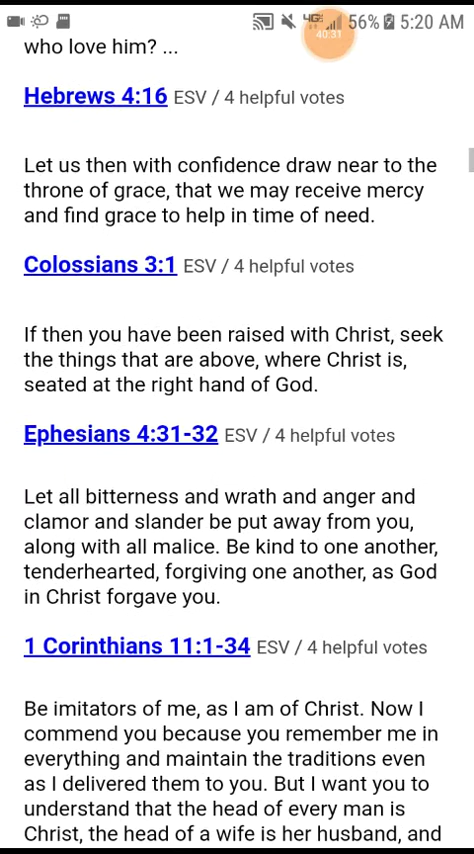 4G 56% 5:20 AM
40:31
who love him? ...
Hebrews 4:16 ESV / 4 helpful votes
Let us then with confidence draw near to the
throne of grace, that we may receive mercy
and find grace to help in time of need.
Colossians 3:1 ESV / 4 helpful votes
If then you have been raised with Christ, seek
the things that are above, where Christ is,
seated at the right hand of God.
Ephesians 4:31-32 ESV / 4 helpful votes
Let all bitterness and wrath and anger and
clamor and slander be put away from you,
along with all malice. Be kind to one another,
tenderhearted, forgiving one another, as God
in Christ forgave you.
1 Corinthians 11:1-34 ESV / 4 helpful votes
Be imitators of me, as I am of Christ. Now I
commend you because you remember me in
everything and maintain the traditions even
as I delivered them to you. But I want you to
understand that the head of every man is
Christ, the head of a wife is her husband, and